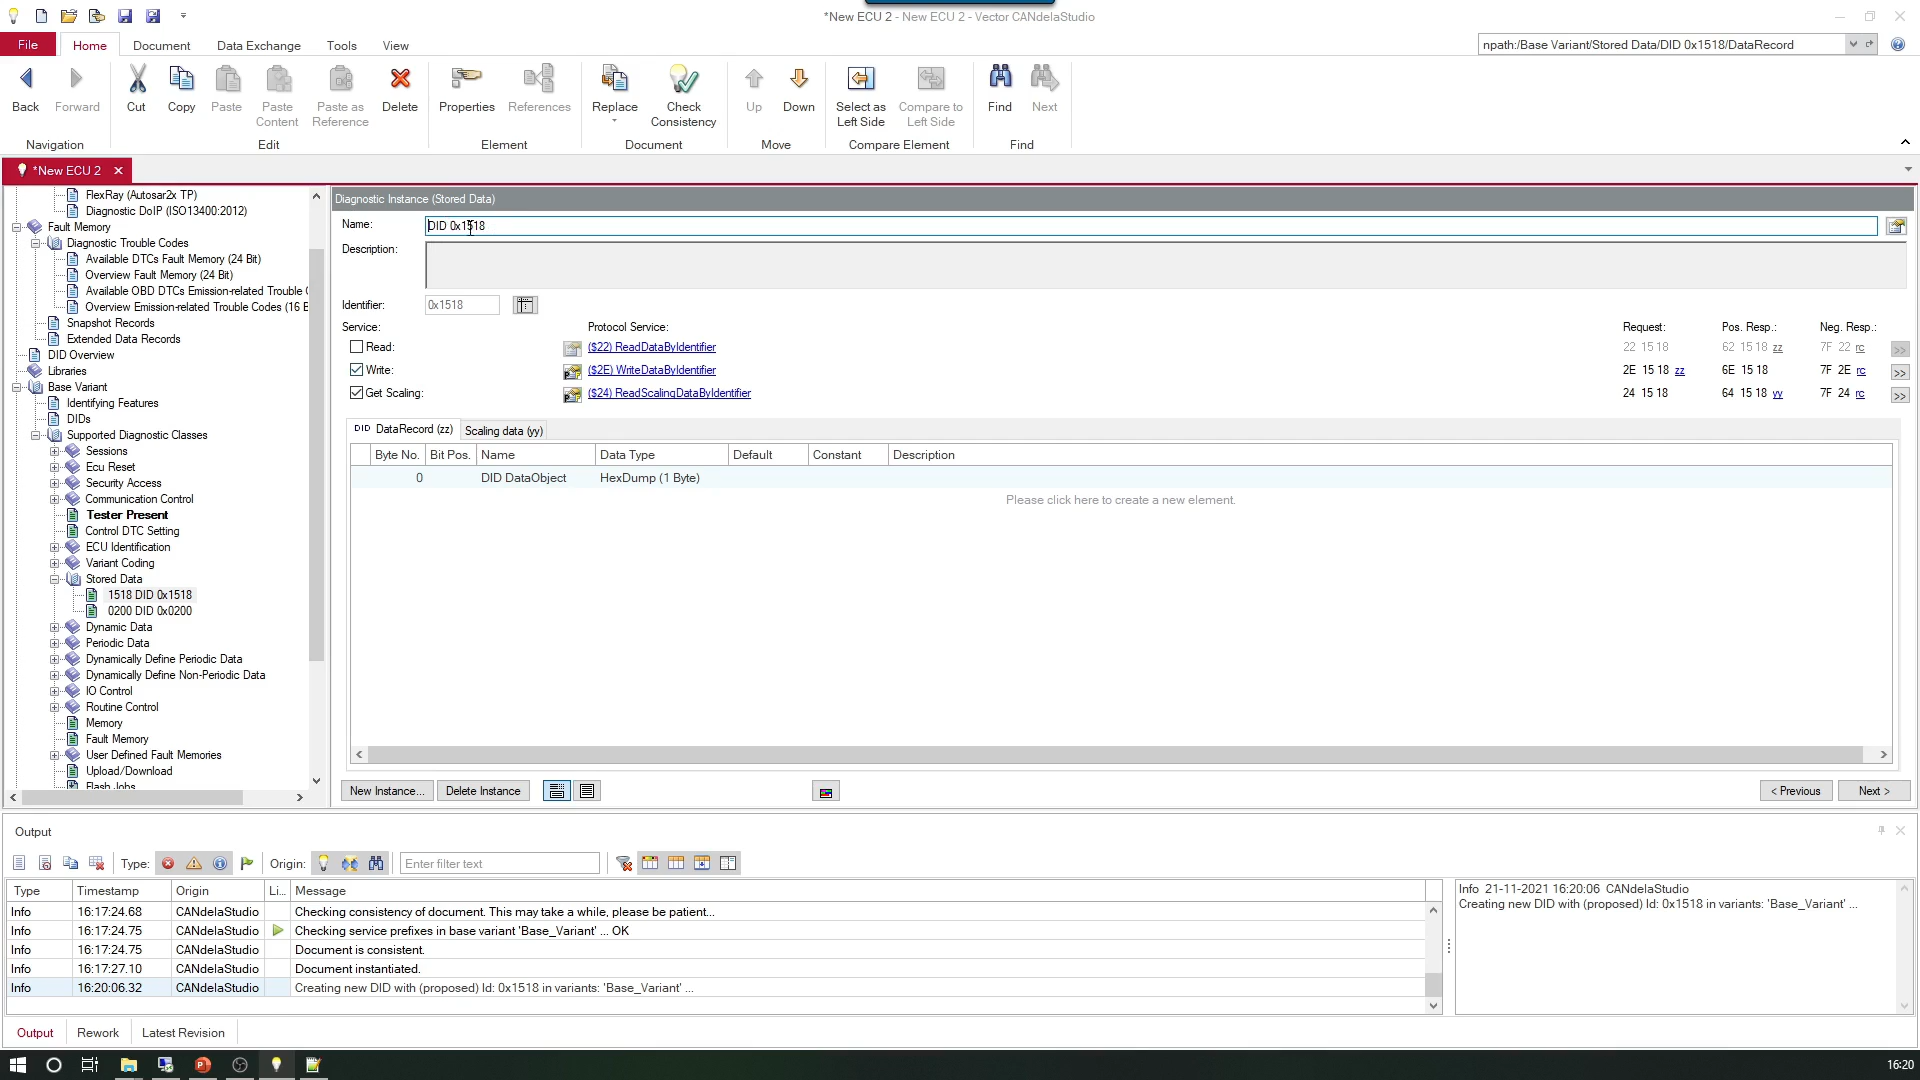 *New ECU 2 - New ECU 2 - Vector CANdelaStudio
File Home Document Data Exchange Tools View
npath:/Base Variant/Stored Data/DID 0x1518/DataRecord
Back Forward Cut Copy Paste Paste Content Paste as Reference Delete Properties References Replace Check Consistency Up Down Select as Left Side Compare to Left Side Find Next
Navigation Edit Element Document Move Compare Element Find
*New ECU 2
FlexRay (Autosar2x TP)
Diagnostic DoIP (ISO13400:2012)
Fault Memory
Diagnostic Trouble Codes
Available DTCs Fault Memory (24 Bit)
Overview Fault Memory (24 Bit)
Available OBD DTCs Emission-related Trouble
Overview Emission-related Trouble Codes (16 B
Snapshot Records
Extended Data Records
DID Overview
Libraries
Base Variant
Identifying Features
DIDs
Supported Diagnostic Classes
Sessions
Ecu Reset
Security Access
Communication Control
Tester Present
Control DTC Setting
ECU Identification
Variant Coding
Stored Data
1518 DID 0x1518
0200 DID 0x0200
Dynamic Data
Periodic Data
Dynamically Define Periodic Data
Dynamically Define Non-Periodic Data
IO Control
Routine Control
Memory
Fault Memory
User Defined Fault Memories
Upload/Download
Flash Jobs
Diagnostic Instance (Stored Data)
Name: DID 0x1518
Description:
Identifier: 0x1518
Service: Protocol Service: Request: Pos. Resp.: Neg. Resp.:
Read: ($22) ReadDataByIdentifier 22 15 18 62 15 18 zz 7F 22 rc >>
Write: ($2E) WriteDataByIdentifier 2E 15 18 zz 6E 15 18 7F 2E rc >>
Get Scaling: ($24) ReadScalingDataByIdentifier 24 15 18 64 15 18 yy 7F 24 rc >>
DID DataRecord (zz) Scaling data (yy)
Byte No. Bit Pos. Name Data Type Default Constant Description
0 DID DataObject HexDump (1 Byte)
Please click here to create a new element.
New Instance... Delete Instance < Previous Next >
Output
Type: Origin: Enter filter text
Type Timestamp Origin Li... Message
Info 16:17:24.68 CANdelaStudio Checking consistency of document. This may take a while, please be patient...
Info 16:17:24.75 CANdelaStudio Checking service prefixes in base variant 'Base_Variant' ... OK
Info 16:17:24.75 CANdelaStudio Document is consistent.
Info 16:17:27.10 CANdelaStudio Document instantiated.
Info 16:20:06.32 CANdelaStudio Creating new DID with (proposed) Id: 0x1518 in variants: 'Base_Variant' ...
Info 21-11-2021 16:20:06 CANdelaStudio
Creating new DID with (proposed) Id: 0x1518 in variants: 'Base_Variant' ...
Output Rework Latest Revision
16:20